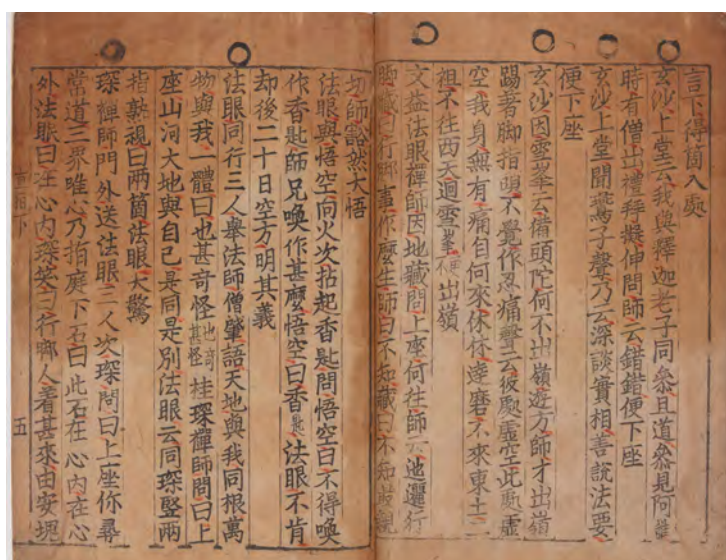 言下得箇入處
玄沙上堂云我與釋迦老子同叅且道叅見阿誰
時有僧出禮拜擬伸問師云錯錯便下座
玄沙上堂聞鷰子聲乃云深談實相善說法要
便下座
玄沙因雪峯云備頭陀何不出嶺遊方師才出嶺
踢著脚指 不覺作忍痛聲云彼處虛空此處虛
空我身無有痛自何來休休達磨不來東土二
祖不往西天迴雪峯 出嶺
文益法眼禪師因地藏問上座何往師云迤邐行
脚藏曰行脚事作麽生師曰不知藏曰不知最親
切師豁然大悟
法眼與悟空向火次拈起香匙問悟空曰不得喚
作香匙師兄喚作甚麽悟空曰香匙法眼不肯
却後二十日空方明其義
法眼同行三人舉法師僧肇語天地與我同根萬
物與我一體曰也甚奇怪也甚奇怪桂琛禪師問曰上
座山河大地與自己是同是別法眼云同琛竪兩
指熟視曰兩箇法眼大驚
琛禪師門外送法眼三人次琛問曰上座你尋
常道三界唯心乃指庭下石曰此石在心內在心
外法眼曰在心內琛笑曰行脚人着甚來由安塊
五